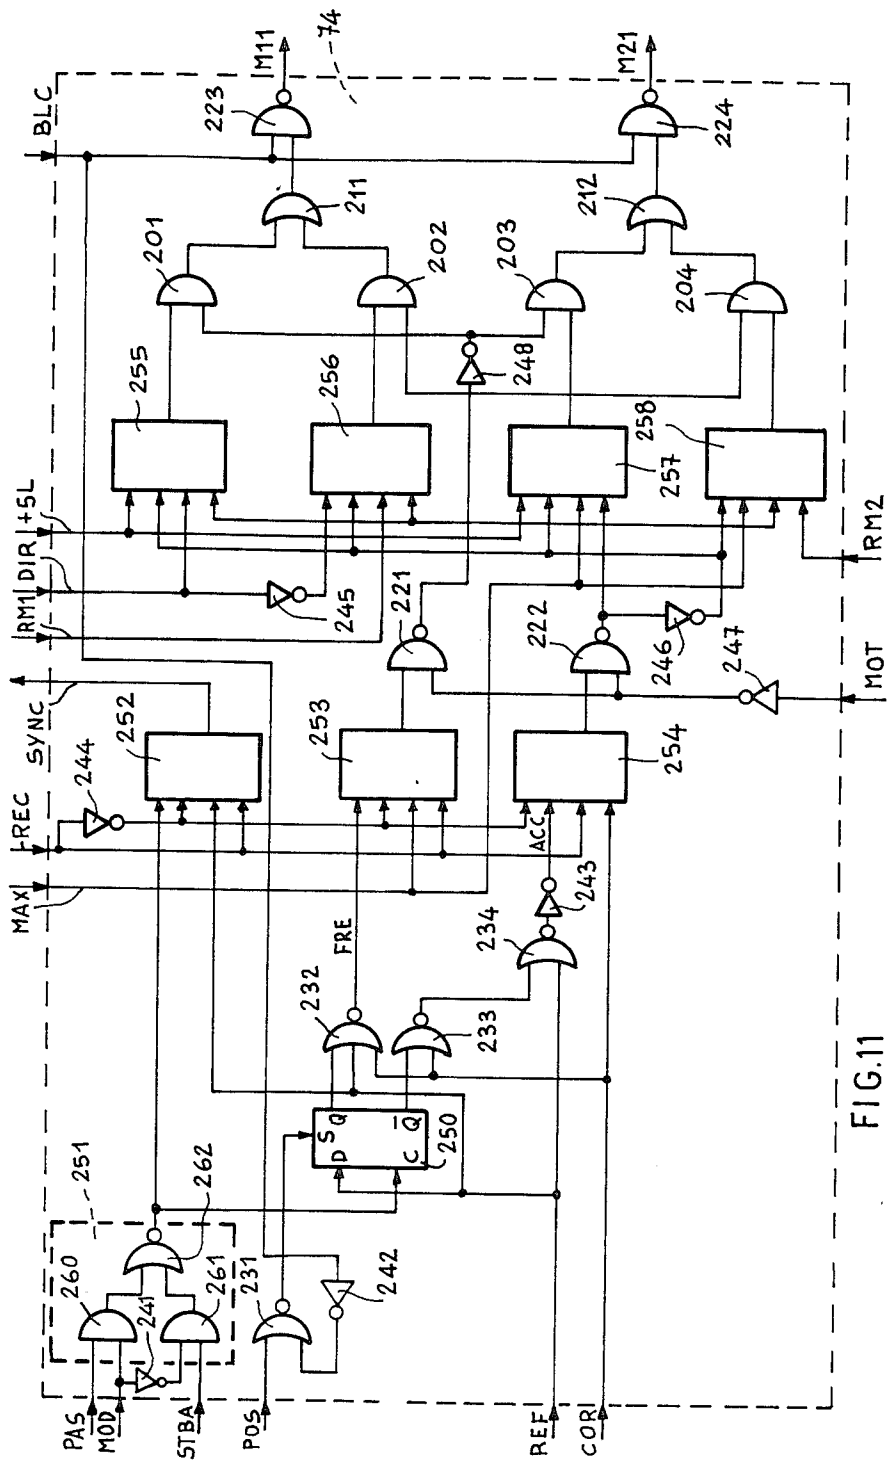 BLC
M11
74
223
M21
224
211
212
201
202
203
204
248
255
256
257
258
+5L
DIR
RM1
RM2
245
221
222
246
247
MOT
SYNC
252
253
254
244
-REC
MAX
ACC
243
234
FRE
232
233
Q
S
D
Q
C
250
251
262
260
261
241
231
242
PAS
MOD
STBA
POS
REF
COR
FIG.11